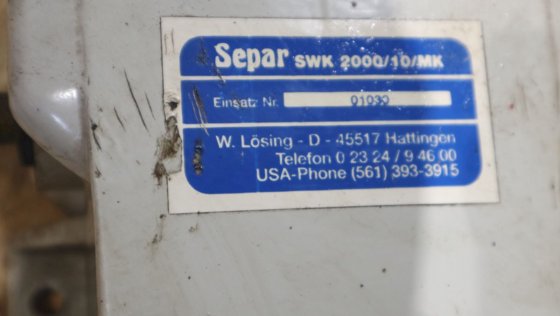 Separ SWK 2000/10/MK
Einsatz Nr. 01030
W. Lösing - D - 45517 Hattingen
Telefon 0 23 24 / 9 46 00
USA-Phone (561) 393-3915